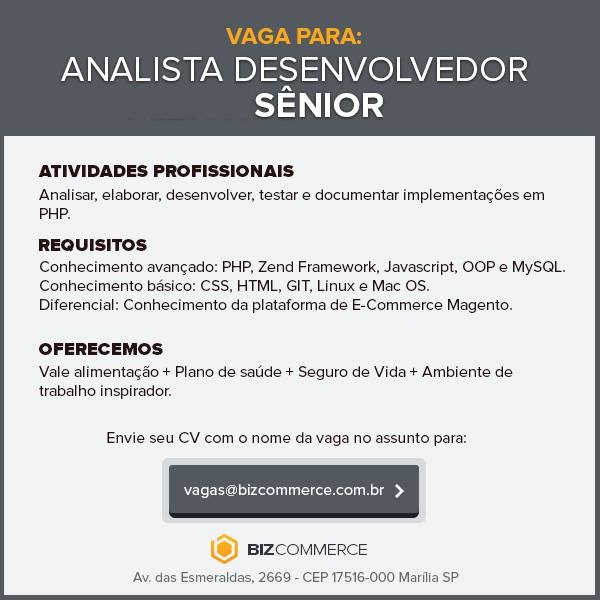 VAGA PARA:
ANALISTA DESENVOLVEDOR
SÊNIOR
ATIVIDADES PROFISSIONAIS
Analisar, elaborar, desenvolver, testar e documentar implementações em
PHP.
REQUISITOS
Conhecimento avançado: PHP, Zend Framework, Javascript, OOP e MySQL.
Conhecimento básico: CSS, HTML, GIT, Linux e Mac OS.
Diferencial: Conhecimento da plataforma de E-Commerce Magento.
OFERECEMOS
Vale alimentação + Plano de saúde + Seguro de Vida + Ambiente de
trabalho inspirador.
Envie seu CV com o nome da vaga no assunto para:
vagas@bizcommerce.com.br
BIZCOMMERCE
Av. das Esmeraldas, 2669 - CEP 17516-000 Marília SP